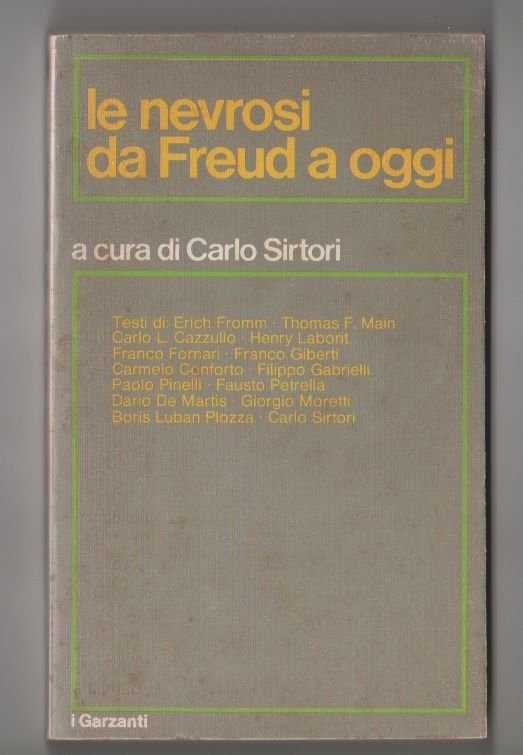 le nevrosi
da Freud a oggi
a cura di Carlo Sirtori
Testi di: Erich Fromm · Thomas F. Main
Carlo L. Cazzullo · Henry Laborit
Franco Fornari · Franco Giberti
Carmelo Conforto · Filippo Gabrielli
Paolo Pinelli · Fausto Petrella
Dario De Martis · Giorgio Moretti
Boris Luban Plozza · Carlo Sirtori
i Garzanti